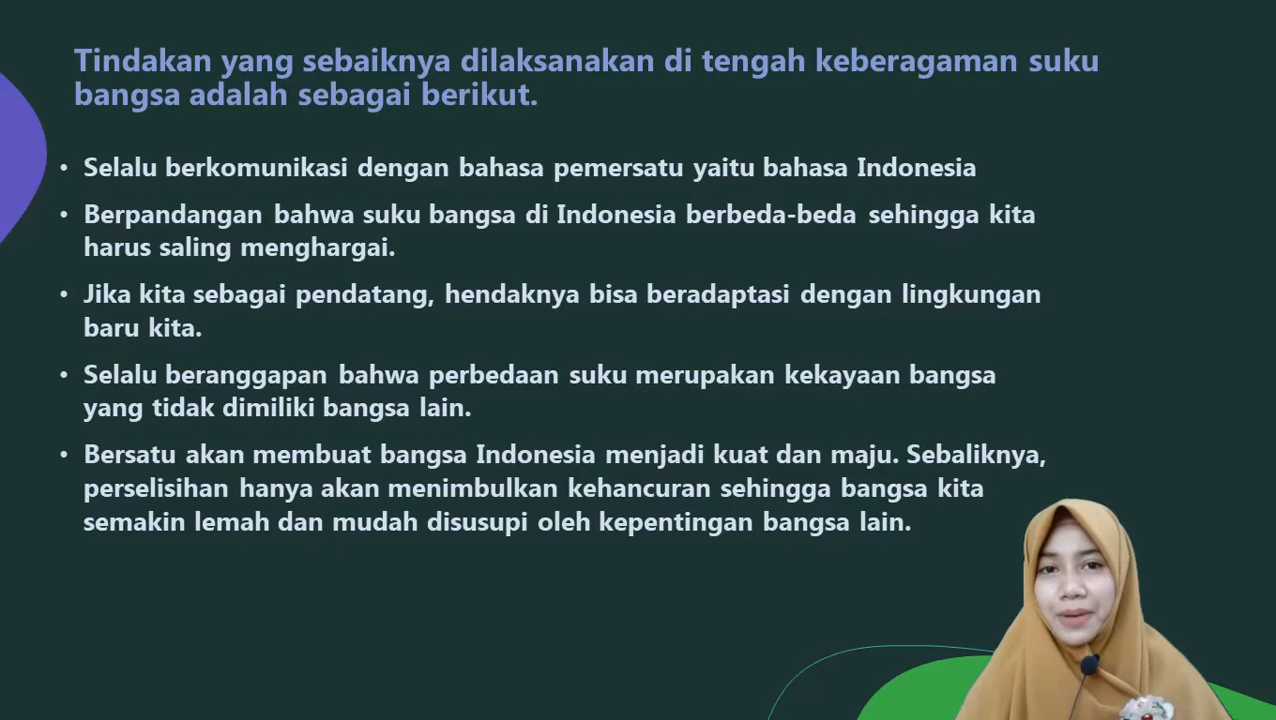 Tindakan yang sebaiknya dilaksanakan di tengah keberagaman suku
bangsa adalah sebagai berikut.
• Selalu berkomunikasi dengan bahasa pemersatu yaitu bahasa Indonesia
• Berpandangan bahwa suku bangsa di Indonesia berbeda-beda sehingga kita
harus saling menghargai.
• Jika kita sebagai pendatang, hendaknya bisa beradaptasi dengan lingkungan
baru kita.
• Selalu beranggapan bahwa perbedaan suku merupakan kekayaan bangsa
yang tidak dimiliki bangsa lain.
• Bersatu akan membuat bangsa Indonesia menjadi kuat dan maju. Sebaliknya,
perselisihan hanya akan menimbulkan kehancuran sehingga bangsa kita
semakin lemah dan mudah disusupi oleh kepentingan bangsa lain.